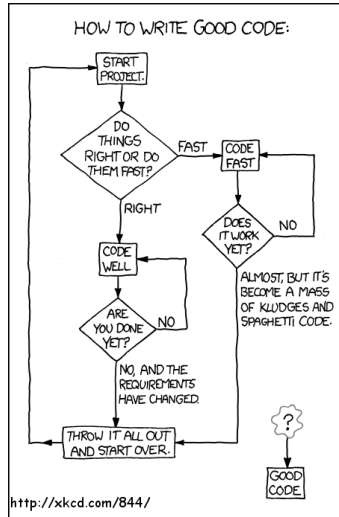 HOW TO WRITE GOOD CODE:
START
PROJECT.
DO
THINGS
RIGHT OR DO
THEM FAST?
FAST
CODE
FAST
RIGHT
DOES
IT WORK
YET?
NO
CODE
WELL
ALMOST, BUT IT'S
BECOME A MASS
OF KLUDGES AND
SPAGHETTI CODE.
ARE
YOU DONE
YET?
NO
NO, AND THE
REQUIREMENTS
HAVE CHANGED.
THROW IT ALL OUT
AND START OVER.
?
GOOD
CODE
http://xkcd.com/844/